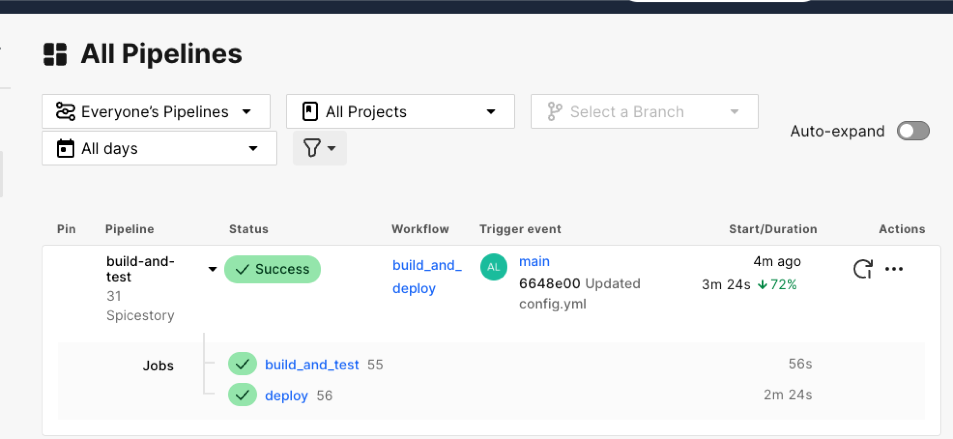 All Pipelines
Everyone's Pipelines
All Projects
Select a Branch
Auto-expand
All days
Pin Pipeline Status Workflow Trigger event Start/Duration Actions
build-and-
test
31
Spicestory
Success
build_and_
deploy
AL
main
6648e00 Updated
config.yml
4m ago
3m 24s 72%
Jobs
build_and_test 55 56s
deploy 56 2m 24s